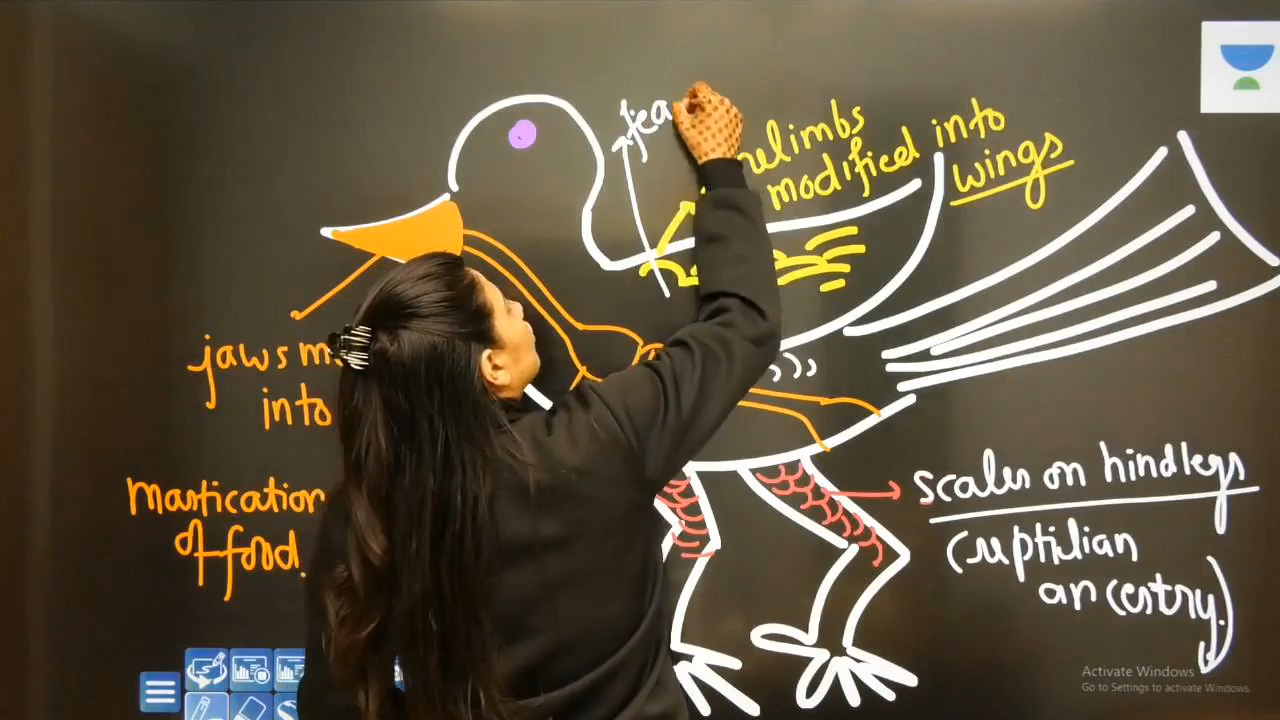 fea
relimbs
modified into
wings
jaws m
into
Mastication
of food.
scales on hindlegs
(reptilian
ancestry)
Activate Windows
Go to Settings to activate Windows.